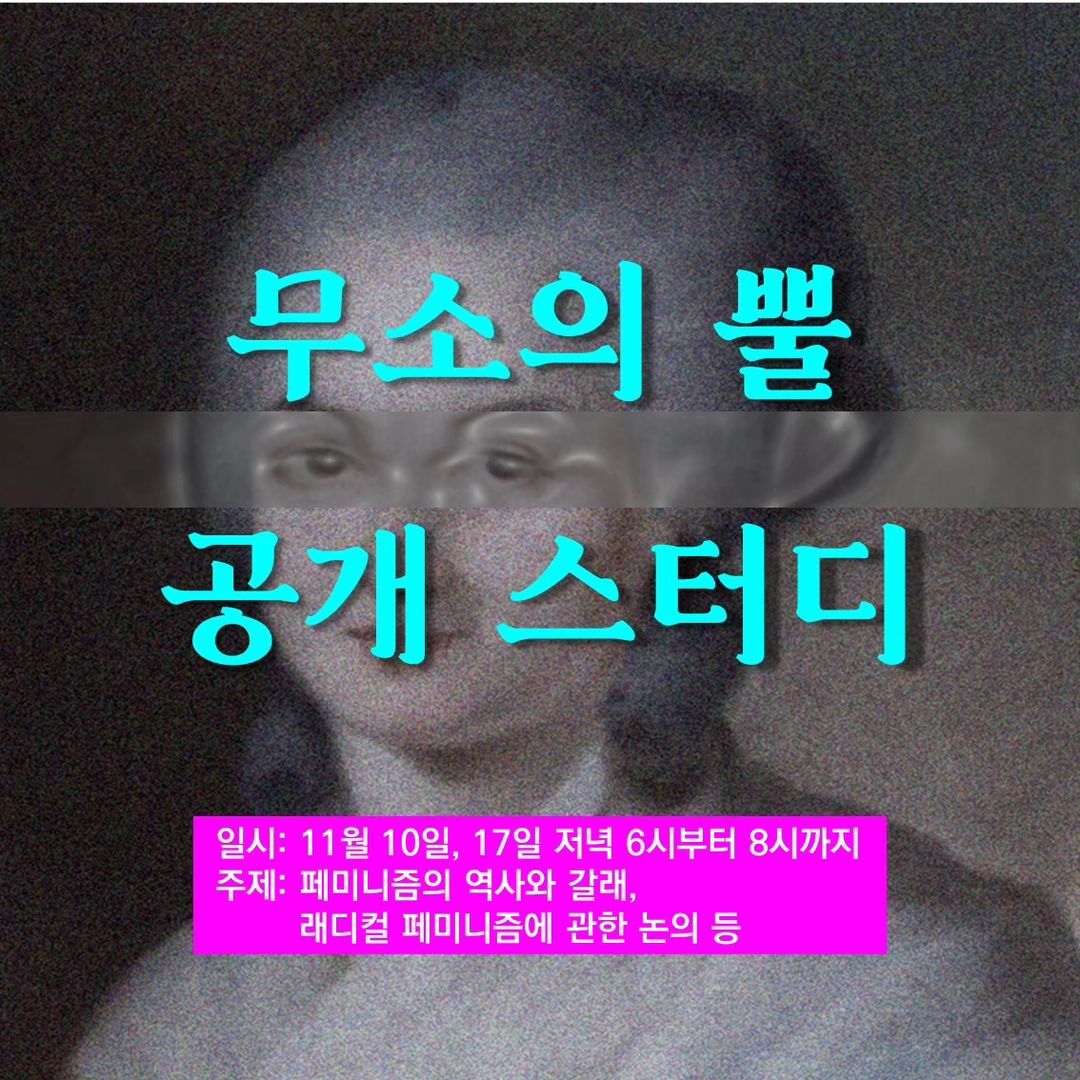 무소의 뿔
공개 스터디
일시: 11월 10일, 17일 저녁 6시부터 8시까지
주제: 페미니즘의 역사와 갈래,
래디컬 페미니즘에 관한 논의 등